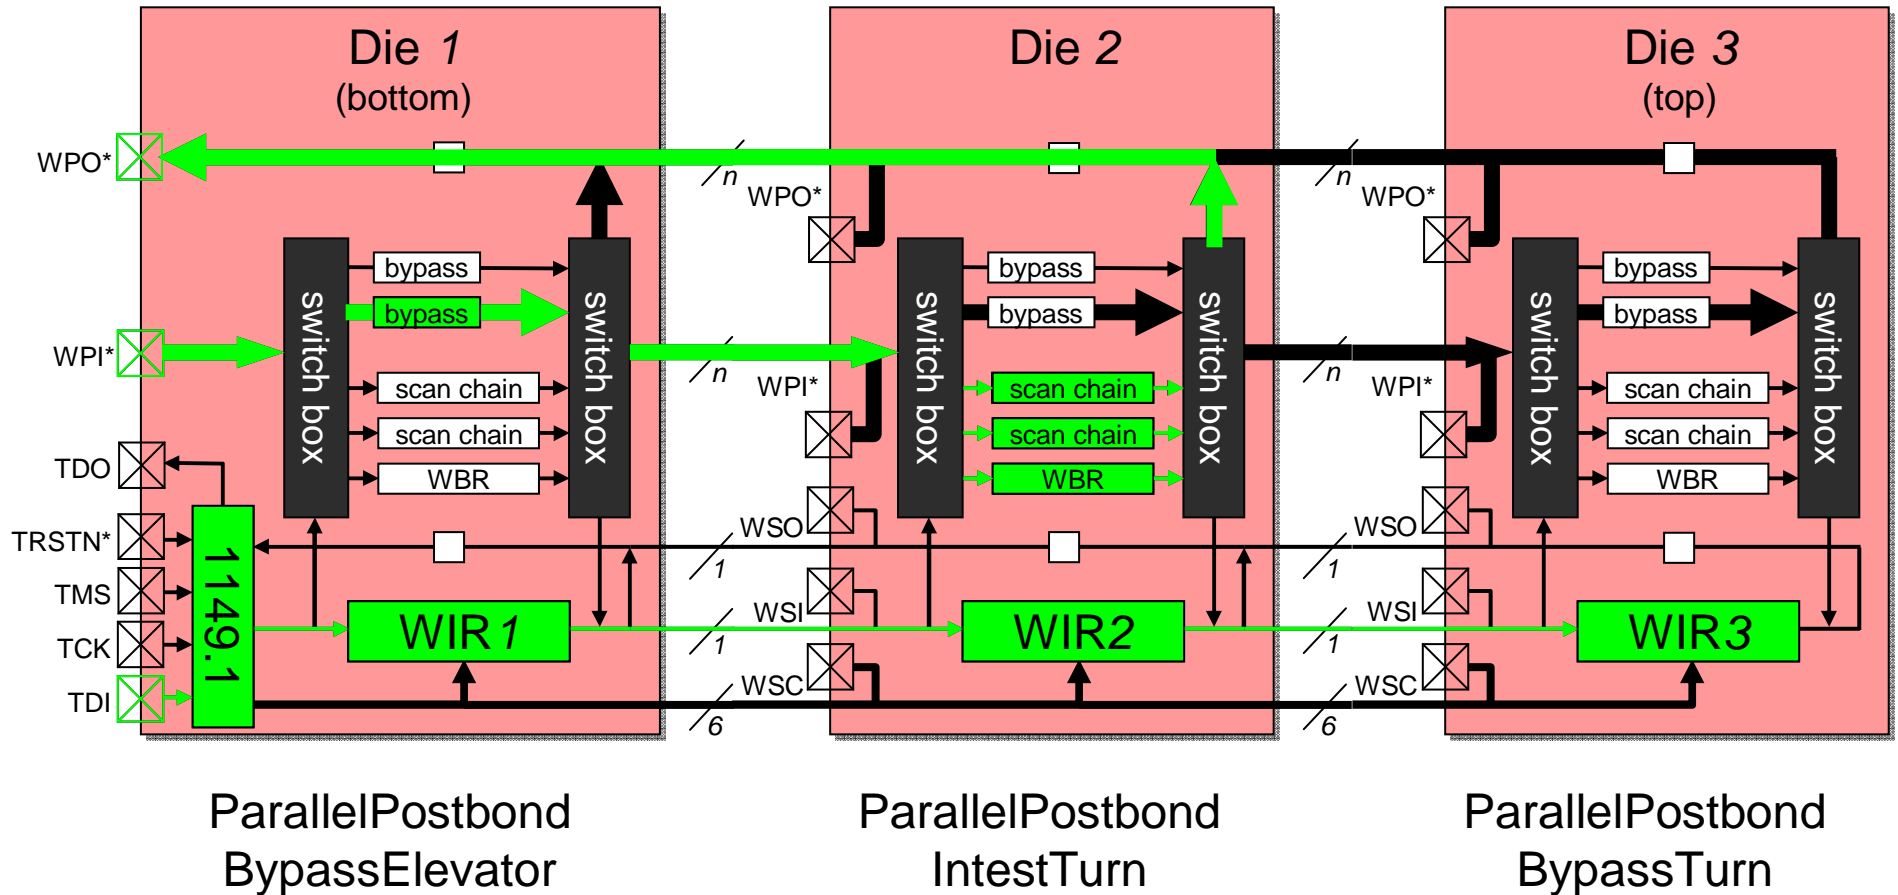 Die 1
(bottom)
WPO*
bypass
bypass
WPI*
scan chain
scan chain
WBR
switch box
switch box
TDO
TRSTN*
TMS
TCK
TDI
1149.1
WIR1
n
n
1
1
6
Die 2
WPO*
bypass
bypass
WPI*
scan chain
scan chain
WBR
switch box
switch box
WSO
WSI
WSC
WIR2
n
n
1
1
6
Die 3
(top)
WPO*
bypass
bypass
WPI*
scan chain
scan chain
WBR
switch box
switch box
WSO
WSI
WSC
WIR3
ParallelPostbond
BypassElevator
ParallelPostbond
IntestTurn
ParallelPostbond
BypassTurn